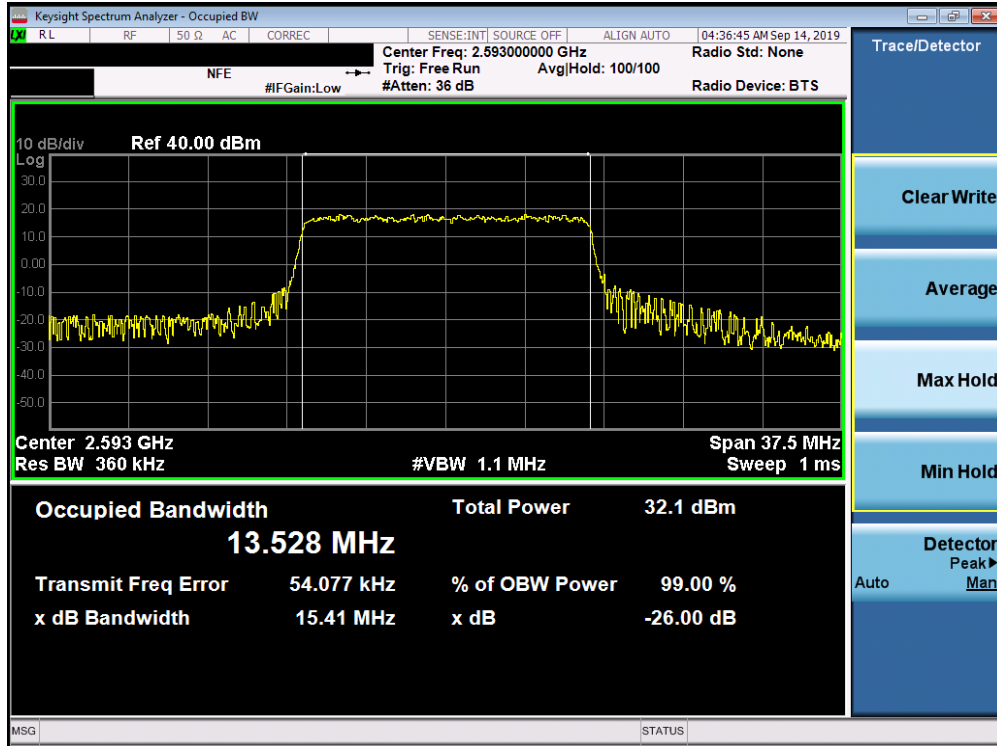 Keysight Spectrum Analyzer - Occupied BW
LXI RL RF 50 Ω AC CORREC SENSE:INT SOURCE OFF ALIGN AUTO 04:36:45 AM Sep 14, 2019
Center Freq: 2.593000000 GHz Radio Std: None
NFE Trig: Free Run Avg|Hold: 100/100
#IFGain:Low #Atten: 36 dB Radio Device: BTS
10 dB/div Ref 40.00 dBm
Log
30.0
20.0
10.0
0.00
-10.0
-20.0
-30.0
-40.0
-50.0
Center 2.593 GHz Span 37.5 MHz
Res BW 360 kHz #VBW 1.1 MHz Sweep 1 ms
Occupied Bandwidth Total Power 32.1 dBm
13.528 MHz
Transmit Freq Error 54.077 kHz % of OBW Power 99.00 %
x dB Bandwidth 15.41 MHz x dB -26.00 dB
MSG STATUS
Trace/Detector
Clear Write
Average
Max Hold
Min Hold
Detector
Peak▶
Auto Man